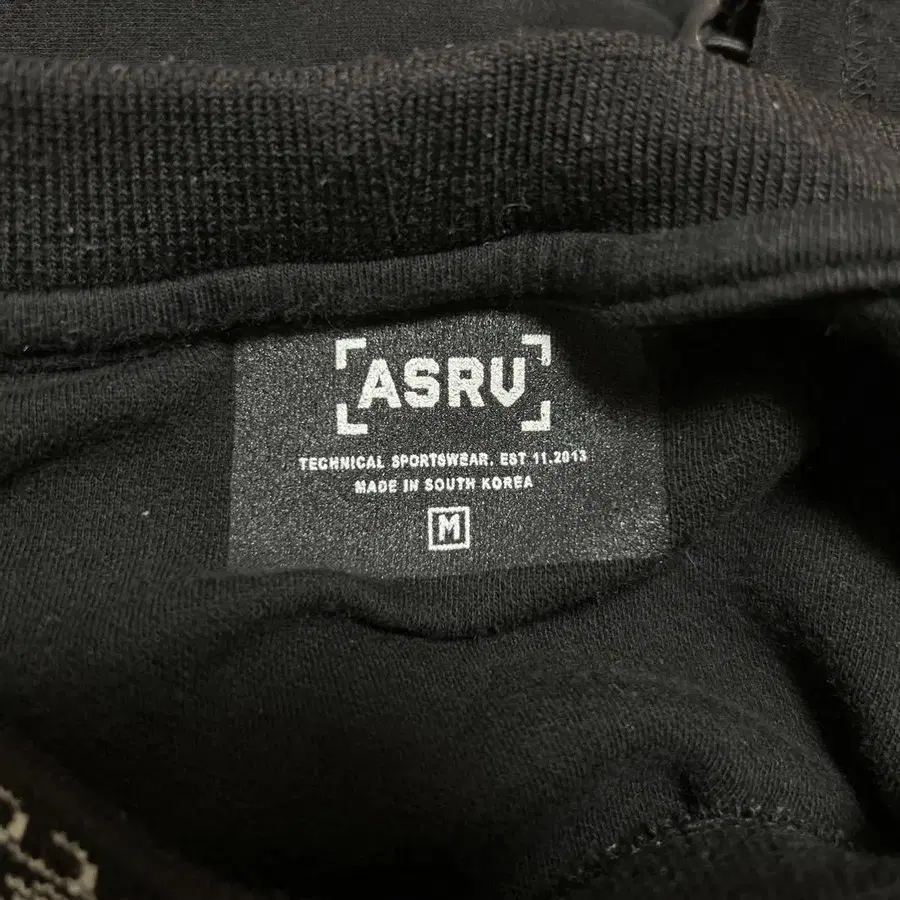 ASRV
TECHNICAL SPORTSWEAR. EST 11.2013
MADE IN SOUTH KOREA
M